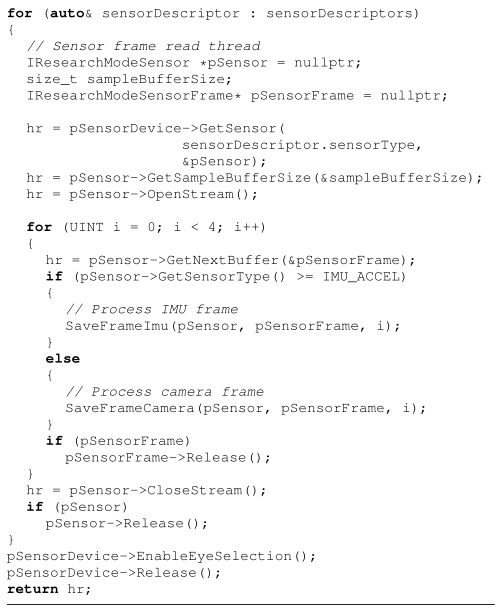 for (auto& sensorDescriptor : sensorDescriptors)
{
  // Sensor frame read thread
  IResearchModeSensor *pSensor = nullptr;
  size_t sampleBufferSize;
  IResearchModeSensorFrame* pSensorFrame = nullptr;

  hr = pSensorDevice->GetSensor(
                  sensorDescriptor.sensorType,
                  &pSensor);
  hr = pSensor->GetSampleBufferSize(&sampleBufferSize);
  hr = pSensor->OpenStream();

  for (UINT i = 0; i < 4; i++)
  {
    hr = pSensor->GetNextBuffer(&pSensorFrame);
    if (pSensor->GetSensorType() >= IMU_ACCEL)
    {
      // Process IMU frame
      SaveFrameImu(pSensor, pSensorFrame, i);
    }
    else
    {
      // Process camera frame
      SaveFrameCamera(pSensor, pSensorFrame, i);
    }
    if (pSensorFrame)
      pSensorFrame->Release();
  }
  hr = pSensor->CloseStream();
  if (pSensor)
    pSensor->Release();
}
pSensorDevice->EnableEyeSelection();
pSensorDevice->Release();
return hr;